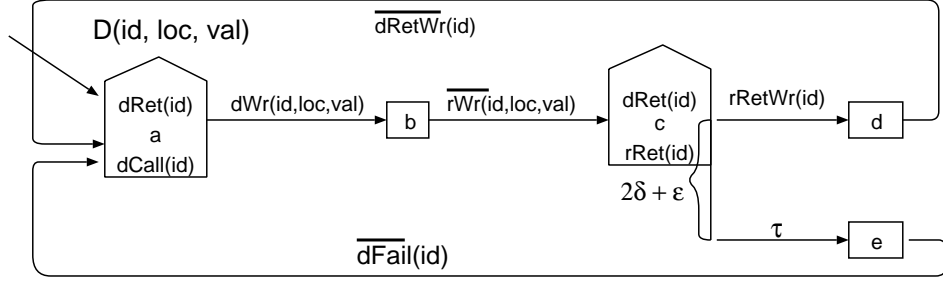 dRetWr(id)
D(id, loc, val)
dRet(id)
a
dCall(id)
dWr(id,loc,val)
b
rWr(id,loc,val)
dRet(id)
c
rRet(id)
rRetWr(id)
d
2δ + ε
τ
e
dFail(id)